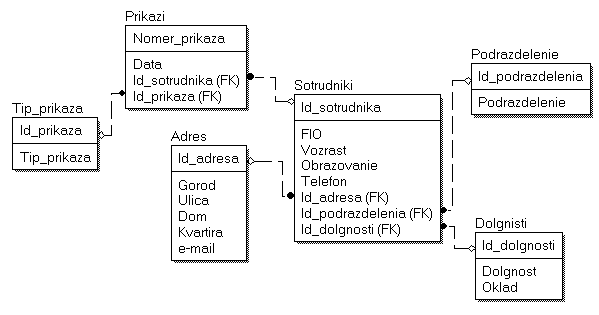 Prikazi
Nomer_prikaza
Data
Id_sotrudnika (FK)
Id_prikaza (FK)
Tip_prikaza
Id_prikaza
Tip_prikaza
Adres
Id_adresa
Gorod
Ulica
Dom
Kvartira
e-mail
Sotrudniki
Id_sotrudnika
FIO
Vozrast
Obrazovanie
Telefon
Id_adresa (FK)
Id_podrazdelenia (FK)
Id_dolgnosti (FK)
Podrazdelenie
Id_podrazdelenia
Podrazdelenie
Dolgnisti
Id_dolgnosti
Dolgnost
Oklad